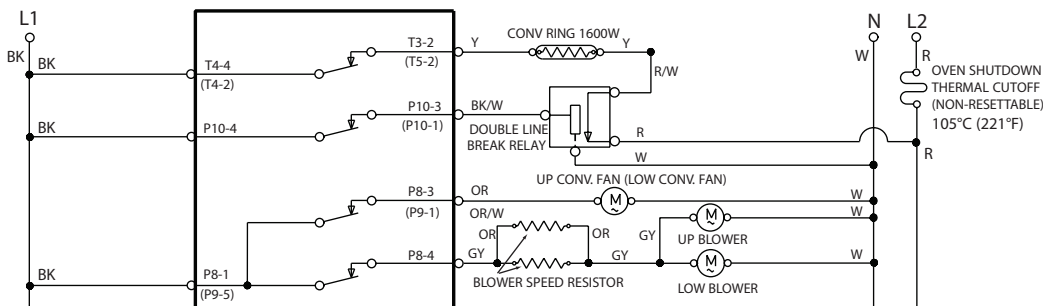 L1
N
L2
BK
BK
T4-4
(T4-2)
T3-2
(T5-2)
Y
CONV RING 1600W
Y
R/W
W
R
OVEN SHUTDOWN
THERMAL CUTOFF
(NON-RESETTABLE)
105°C (221°F)
BK
P10-4
P10-3
(P10-1)
BK/W
DOUBLE LINE
BREAK RELAY
R
W
R
P8-3
(P9-1)
OR
OR/W
UP CONV. FAN (LOW CONV. FAN)
M
W
OR
OR
GY
M
W
UP BLOWER
BK
P8-1
(P9-5)
P8-4
GY
GY
M
W
BLOWER SPEED RESISTOR
LOW BLOWER